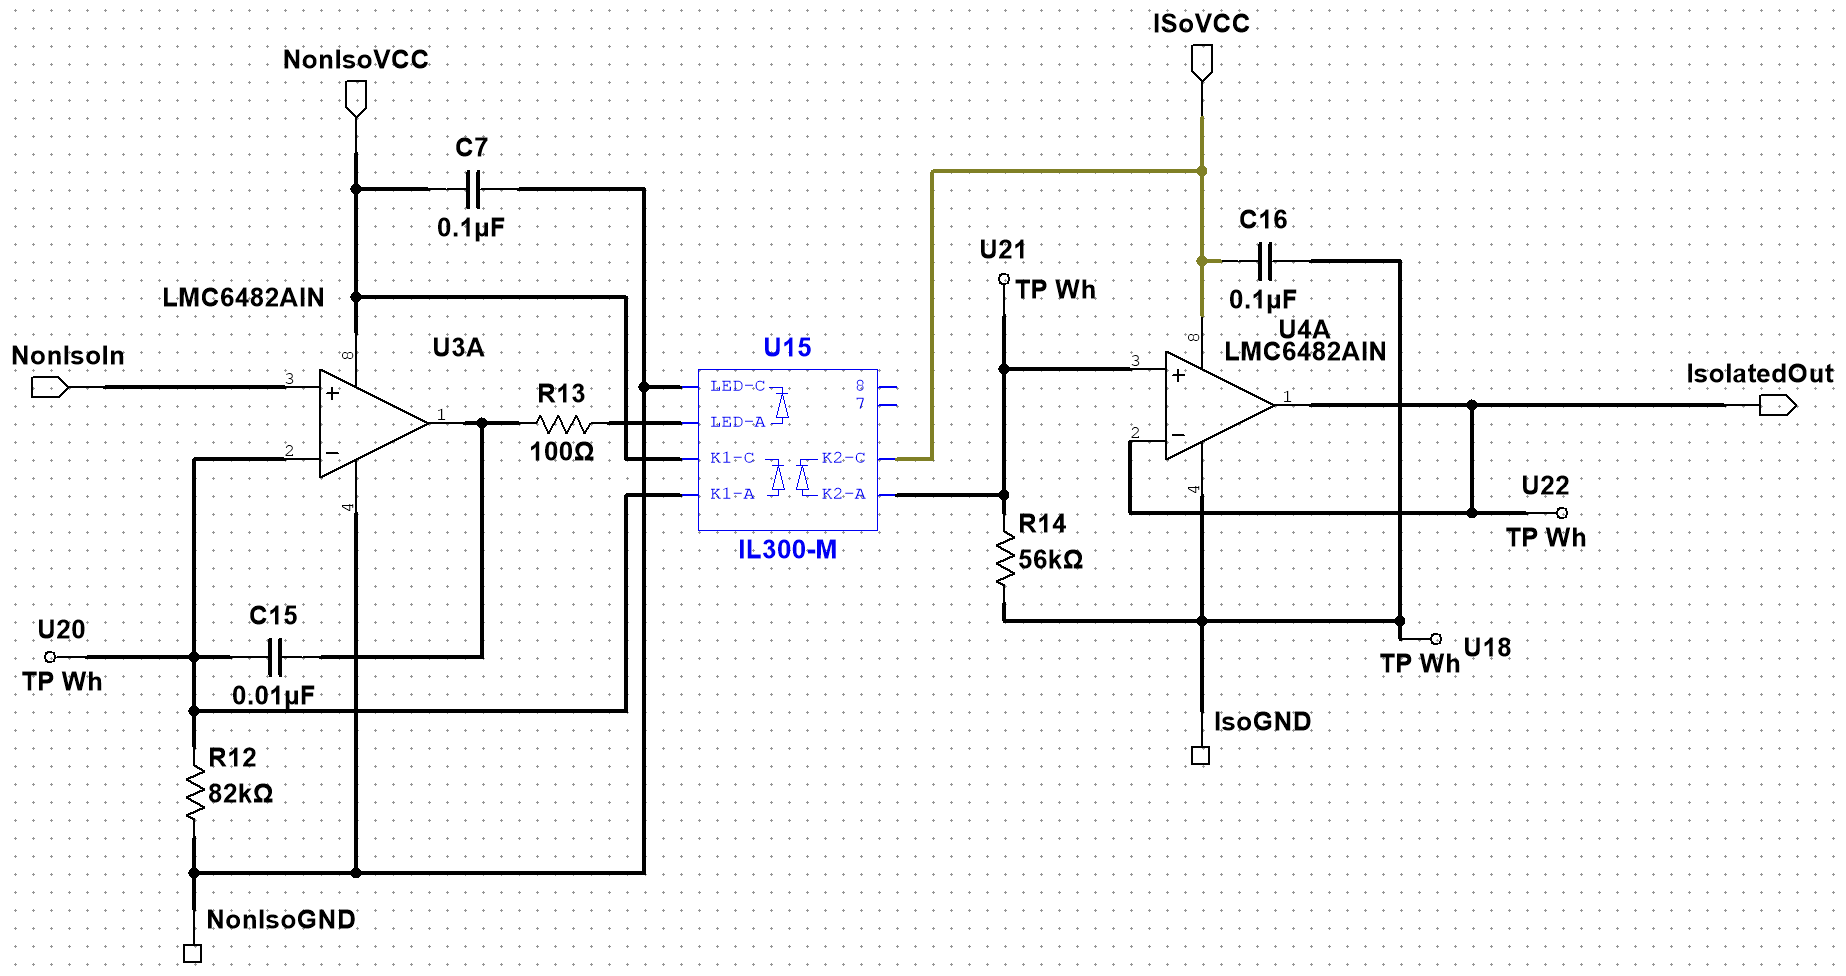 ISoVCC
NonIsoVCC
C7
0.1µF
C16
0.1µF
U21
TP Wh
LMC6482AIN
U3A
8
NonIsoIn
3
2
1
4
R13
100Ω
U15
LED-C
LED-A
K1-C
K1-A
8
7
K2-C
K2-A
IL300-M
8
U4A
LMC6482AIN
3
2
1
4
IsolatedOut
U22
TP Wh
R14
56kΩ
U20
TP Wh
C15
0.01µF
TP Wh
U18
IsoGND
R12
82kΩ
NonIsoGND